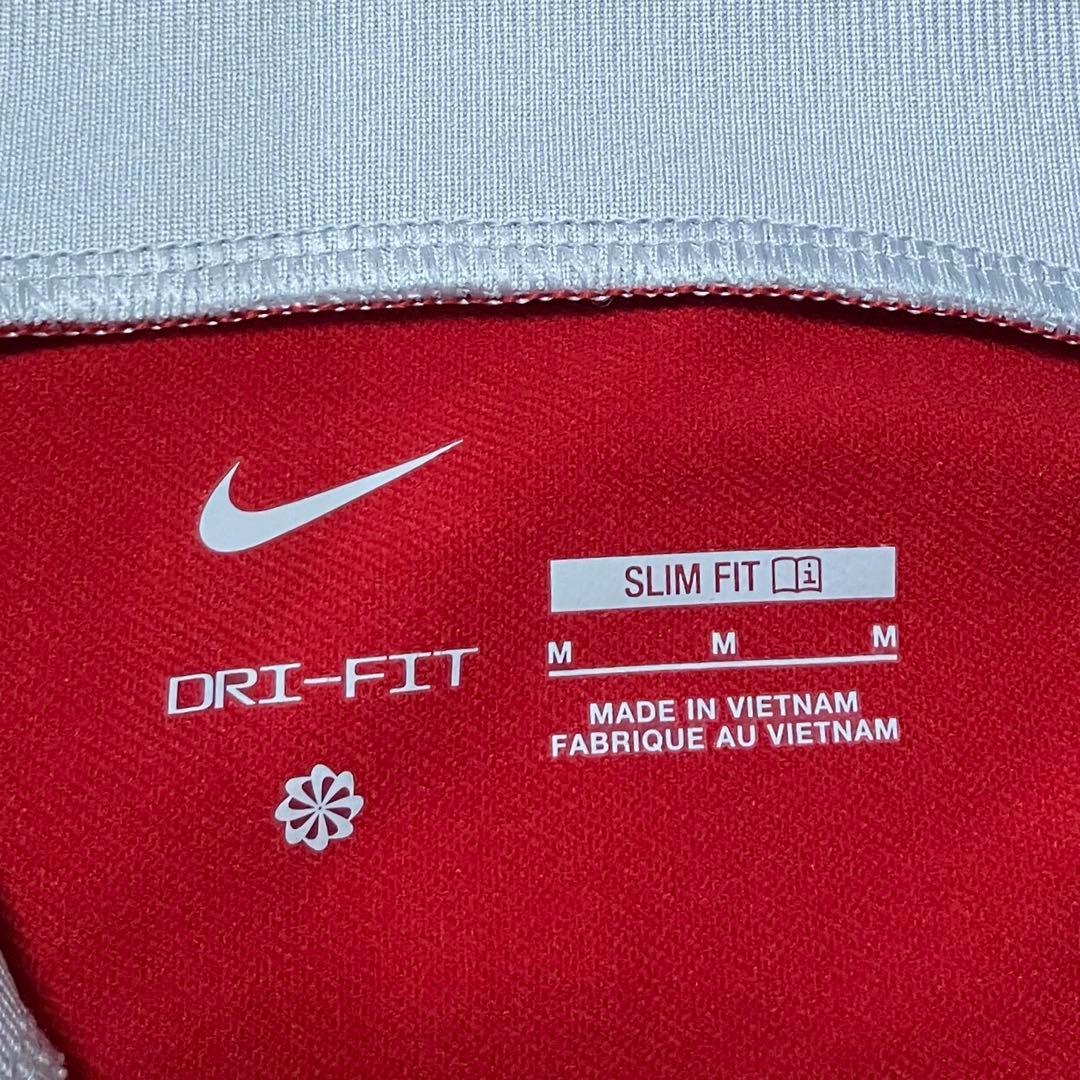 DRI-FIT
SLIM FIT
M M M
MADE IN VIETNAM
FABRIQUE AU VIETNAM